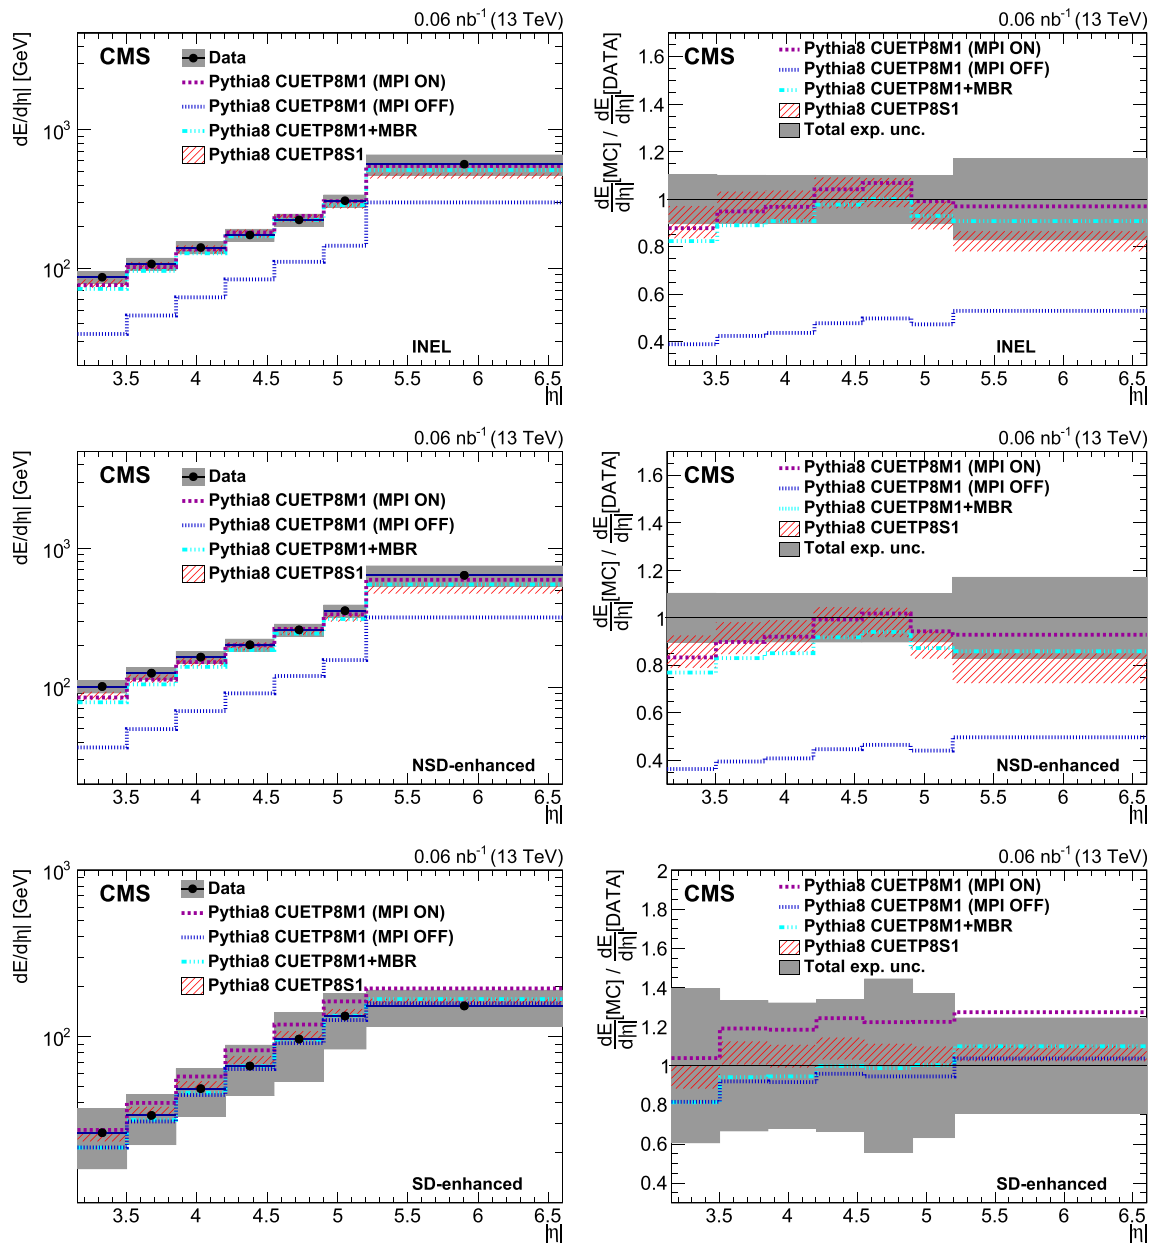 0.06 nb⁻¹ (13 TeV)
CMS
Data
Pythia8 CUETP8M1 (MPI ON)
Pythia8 CUETP8M1 (MPI OFF)
Pythia8 CUETP8M1+MBR
Pythia8 CUETP8S1
dE/d|η| [GeV]
10³
10²
INEL
3.5 4 4.5 5 5.5 6 6.5
|η|
0.06 nb⁻¹ (13 TeV)
CMS
Pythia8 CUETP8M1 (MPI ON)
Pythia8 CUETP8M1 (MPI OFF)
Pythia8 CUETP8M1+MBR
Pythia8 CUETP8S1
Total exp. unc.
dE/d|η| [MC] / dE/d|η| [DATA]
1.6
1.4
1.2
1
0.8
0.6
0.4
INEL
3.5 4 4.5 5 5.5 6 6.5
|η|
0.06 nb⁻¹ (13 TeV)
CMS
Data
Pythia8 CUETP8M1 (MPI ON)
Pythia8 CUETP8M1 (MPI OFF)
Pythia8 CUETP8M1+MBR
Pythia8 CUETP8S1
dE/d|η| [GeV]
10³
10²
NSD-enhanced
3.5 4 4.5 5 5.5 6 6.5
|η|
0.06 nb⁻¹ (13 TeV)
CMS
Pythia8 CUETP8M1 (MPI ON)
Pythia8 CUETP8M1 (MPI OFF)
Pythia8 CUETP8M1+MBR
Pythia8 CUETP8S1
Total exp. unc.
dE/d|η| [MC] / dE/d|η| [DATA]
1.6
1.4
1.2
1
0.8
0.6
0.4
NSD-enhanced
3.5 4 4.5 5 5.5 6 6.5
|η|
0.06 nb⁻¹ (13 TeV)
CMS
Data
Pythia8 CUETP8M1 (MPI ON)
Pythia8 CUETP8M1 (MPI OFF)
Pythia8 CUETP8M1+MBR
Pythia8 CUETP8S1
dE/d|η| [GeV]
10³
10²
SD-enhanced
3.5 4 4.5 5 5.5 6 6.5
|η|
0.06 nb⁻¹ (13 TeV)
CMS
Pythia8 CUETP8M1 (MPI ON)
Pythia8 CUETP8M1 (MPI OFF)
Pythia8 CUETP8M1+MBR
Pythia8 CUETP8S1
Total exp. unc.
dE/d|η| [MC] / dE/d|η| [DATA]
2
1.8
1.6
1.4
1.2
1
0.8
0.6
0.4
SD-enhanced
3.5 4 4.5 5 5.5 6 6.5
|η|